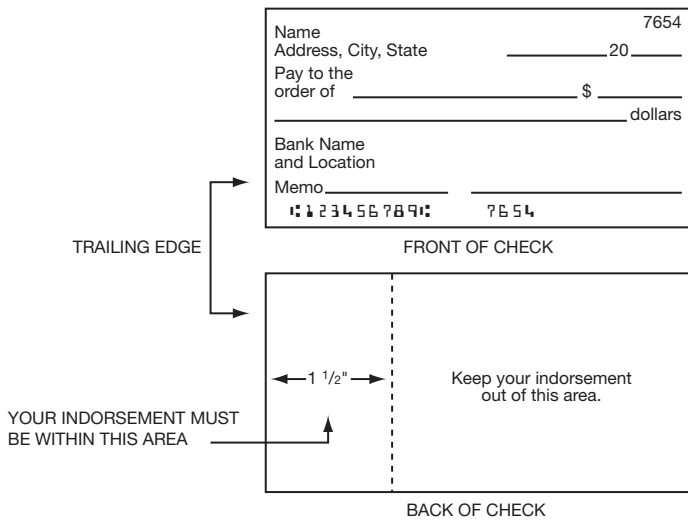 7654
Name
Address, City, State 20
Pay to the
order of $
dollars
Bank Name
and Location
Memo
⑆123456789⑆ 7654
TRAILING EDGE
FRONT OF CHECK
1 1/2"
Keep your indorsement
out of this area.
YOUR INDORSEMENT MUST
BE WITHIN THIS AREA
BACK OF CHECK